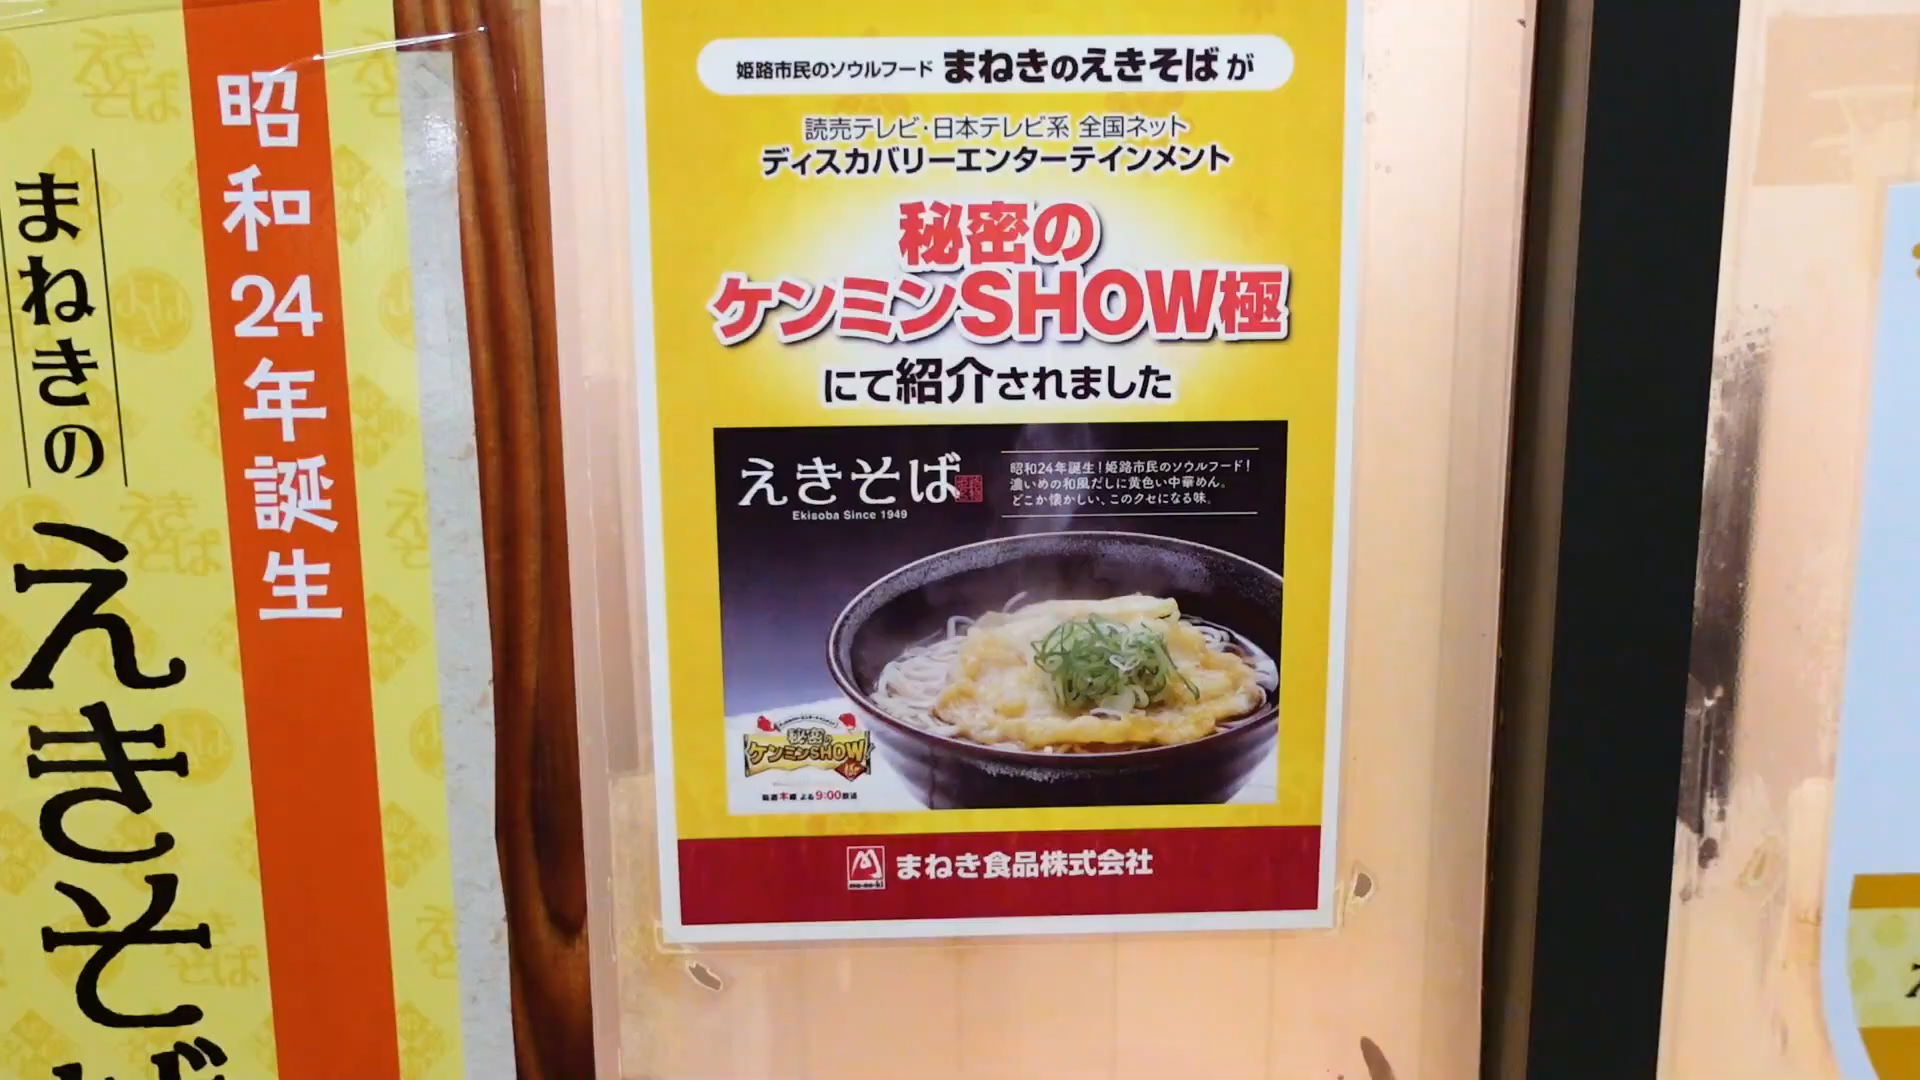 昭和24年誕生
まねきの
えきそば
姫路市民のソウルフード まねきのえきそばが
読売テレビ・日本テレビ系 全国ネット
ディスカバリーエンターテインメント
秘密の
ケンミンSHOW極
にて紹介されました
えきそば
Ekisoba Since 1949
昭和24年誕生!姫路市民のソウルフード!
濃いめの和風だしに黄色い中華めん。
どこか懐かしい、このクセになる味。
秘密の
ケンミンSHOW
極
毎週木曜 よる9:00放送
まねき食品株式会社